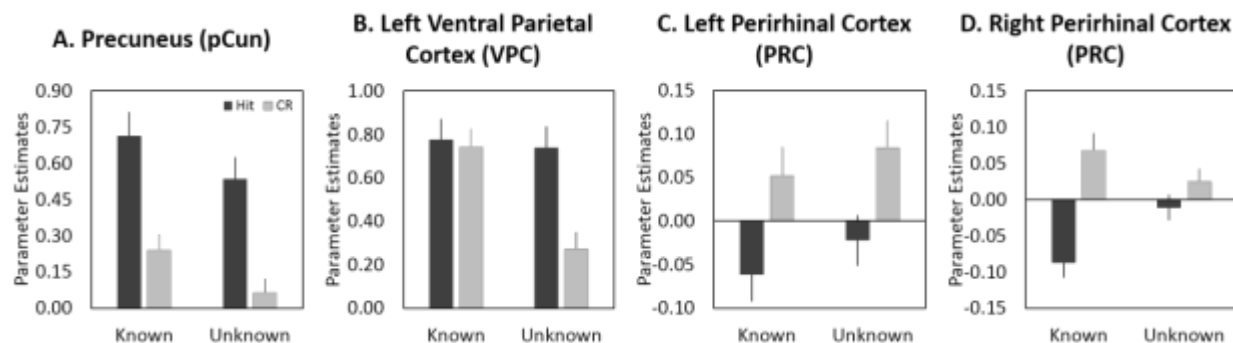 A. Precuneus (pCun)
Parameter Estimates
0.90
0.75
0.60
0.45
0.30
0.15
0.00
Hit CR
Known Unknown
B. Left Ventral Parietal
Cortex (VPC)
Parameter Estimates
1.00
0.80
0.60
0.40
0.20
0.00
Known Unknown
C. Left Perirhinal Cortex
(PRC)
Parameter Estimates
0.15
0.10
0.05
0.00
-0.05
-0.10
Known Unknown
D. Right Perirhinal Cortex
(PRC)
Parameter Estimates
0.15
0.10
0.05
0.00
-0.05
-0.10
-0.15
Known Unknown